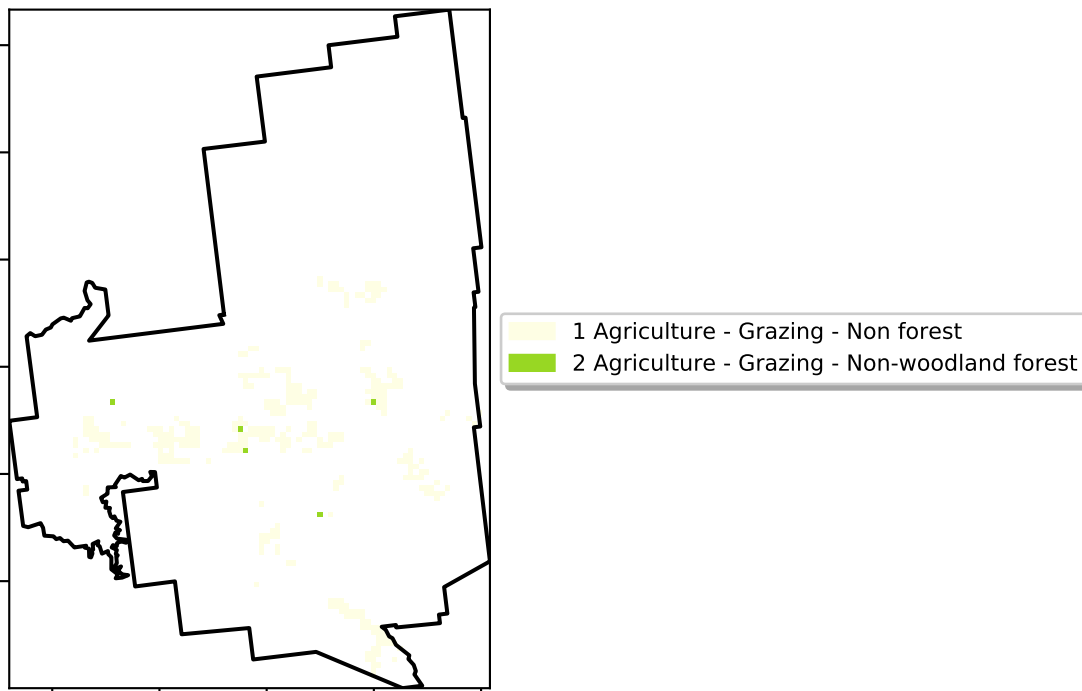 1 Agriculture - Grazing - Non forest
2 Agriculture - Grazing - Non-woodland forest